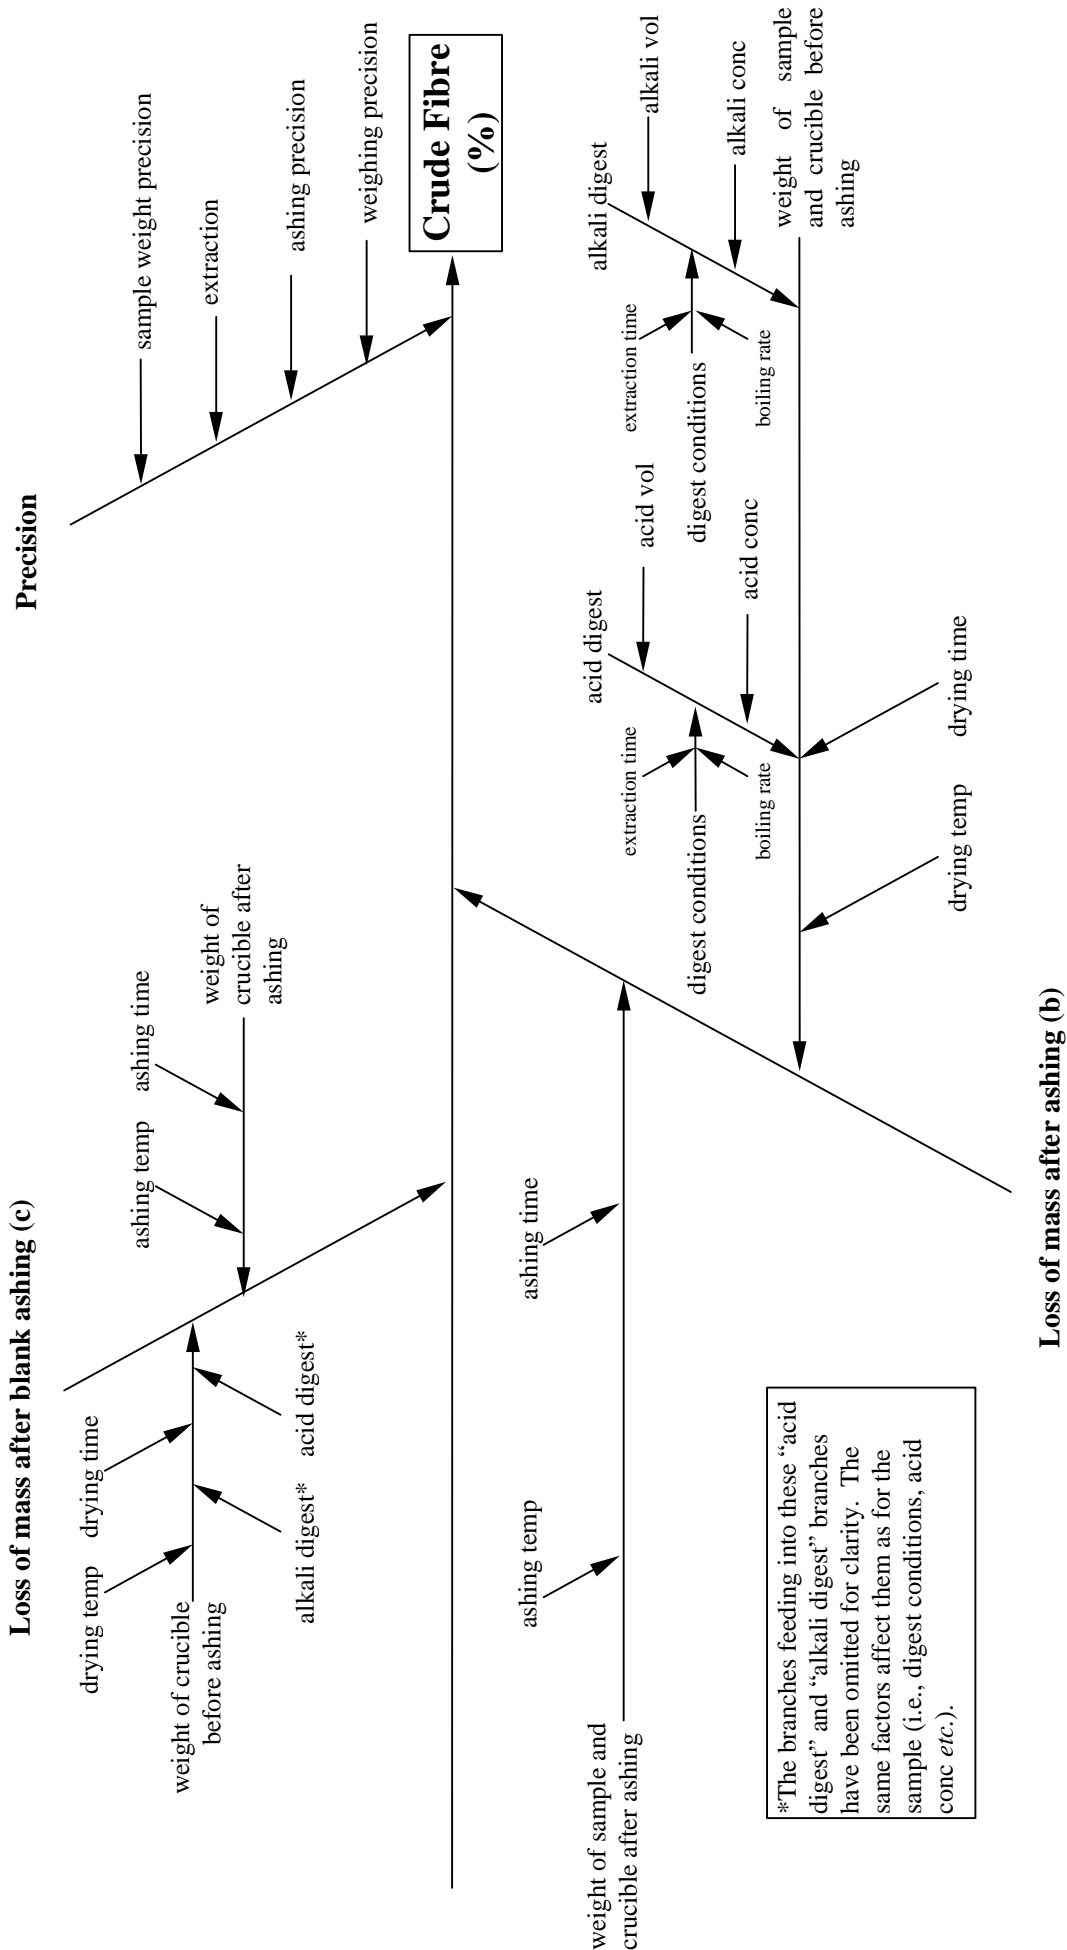 Loss of mass after blank ashing (c)
Precision
drying temp
drying time
weight of crucible
before ashing
alkali digest*
acid digest*
ashing temp
ashing time
weight of
crucible after
ashing
sample weight precision
extraction
ashing precision
weighing precision
Crude Fibre
(%)
ashing temp
ashing time
weight of sample and
crucible after ashing
acid digest
acid vol
extraction time
digest conditions
boiling rate
acid conc
alkali digest
alkali vol
extraction time
digest conditions
boiling rate
alkali conc
weight of sample
and crucible before
ashing
drying temp
drying time
*The branches feeding into these “acid
digest” and “alkali digest” branches
have been omitted for clarity. The
same factors affect them as for the
sample (i.e., digest conditions, acid
conc etc.).
Loss of mass after ashing (b)